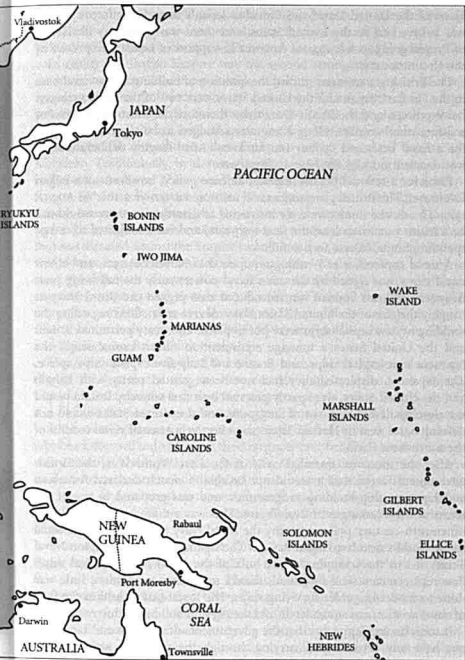 Vladivostok
JAPAN
Tokyo
PACIFIC OCEAN
RYUKYU
ISLANDS
BONIN
ISLANDS
IWO JIMA
WAKE
ISLAND
MARIANAS
GUAM
MARSHALL
ISLANDS
CAROLINE
ISLANDS
GILBERT
ISLANDS
NEW
GUINEA
Rabaul
SOLOMON
ISLANDS
ELLICE
ISLANDS
Port Moresby
CORAL
SEA
Darwin
AUSTRALIA
Townsville
NEW
HEBRIDES